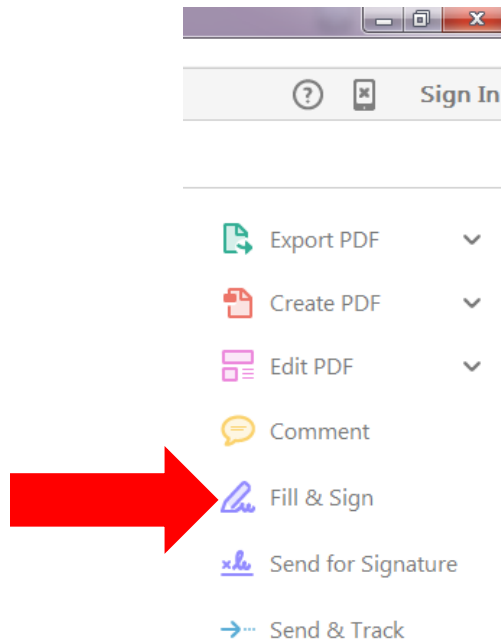 Sign In
Export PDF
Create PDF
Edit PDF
Comment
Fill & Sign
Send for Signature
Send & Track